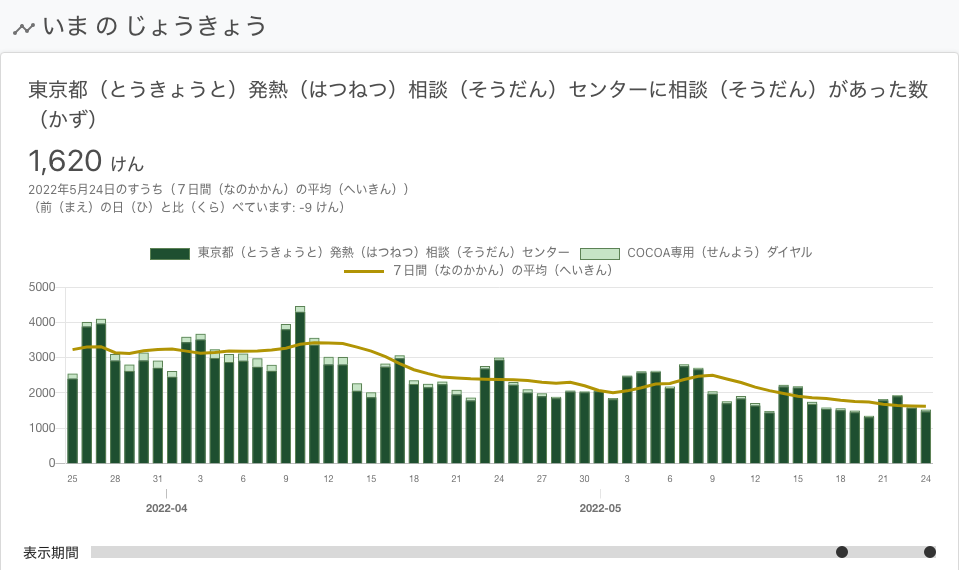 いま の じょうきょう
東京都（とうきょうと）発熱（はつねつ）相談（そうだん）センターに相談（そうだん）があった数
（かず）
1,620 けん
2022年5月24日のすうち（７日間（なのかかん）の平均（へいきん））
（前（まえ）の日（ひ）と比（くら）べています: -9 けん）
東京都（とうきょうと）発熱（はつねつ）相談（そうだん）センター COCOA専用（せんよう）ダイヤル
７日間（なのかかん）の平均（へいきん）
5000
4000
3000
2000
1000
0
25 28 31 3 6 9 12 15 18 21 24 27 30 3 6 9 12 15 18 21 24
2022-04 2022-05
表示期間